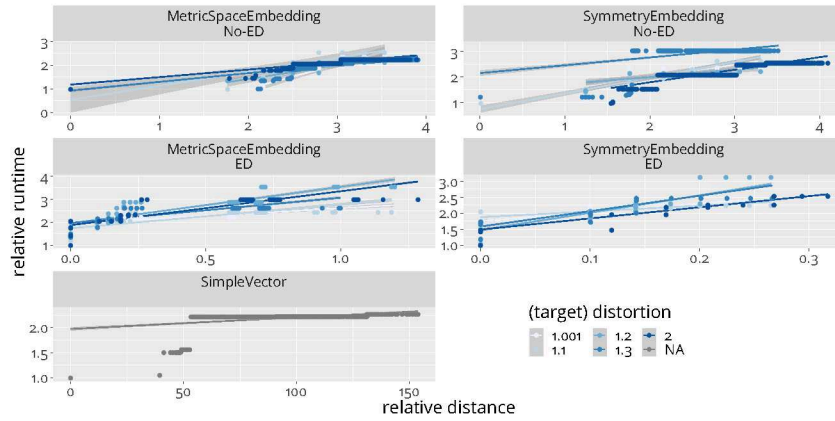 MetricSpaceEmbedding
No-ED
SymmetryEmbedding
No-ED
3
2
1
0
0 1 2 3 4
3
2
1
0 1 2 3 4
MetricSpaceEmbedding
ED
SymmetryEmbedding
ED
4
3
2
1
0.0 0.5 1.0
3.0
2.5
2.0
1.5
1.0
0.0 0.1 0.2 0.3
SimpleVector
2.0
1.5
1.0
0 50 100 150
relative runtime
relative distance
(target) distortion
1.001 1.2 2
1.1 1.3 NA